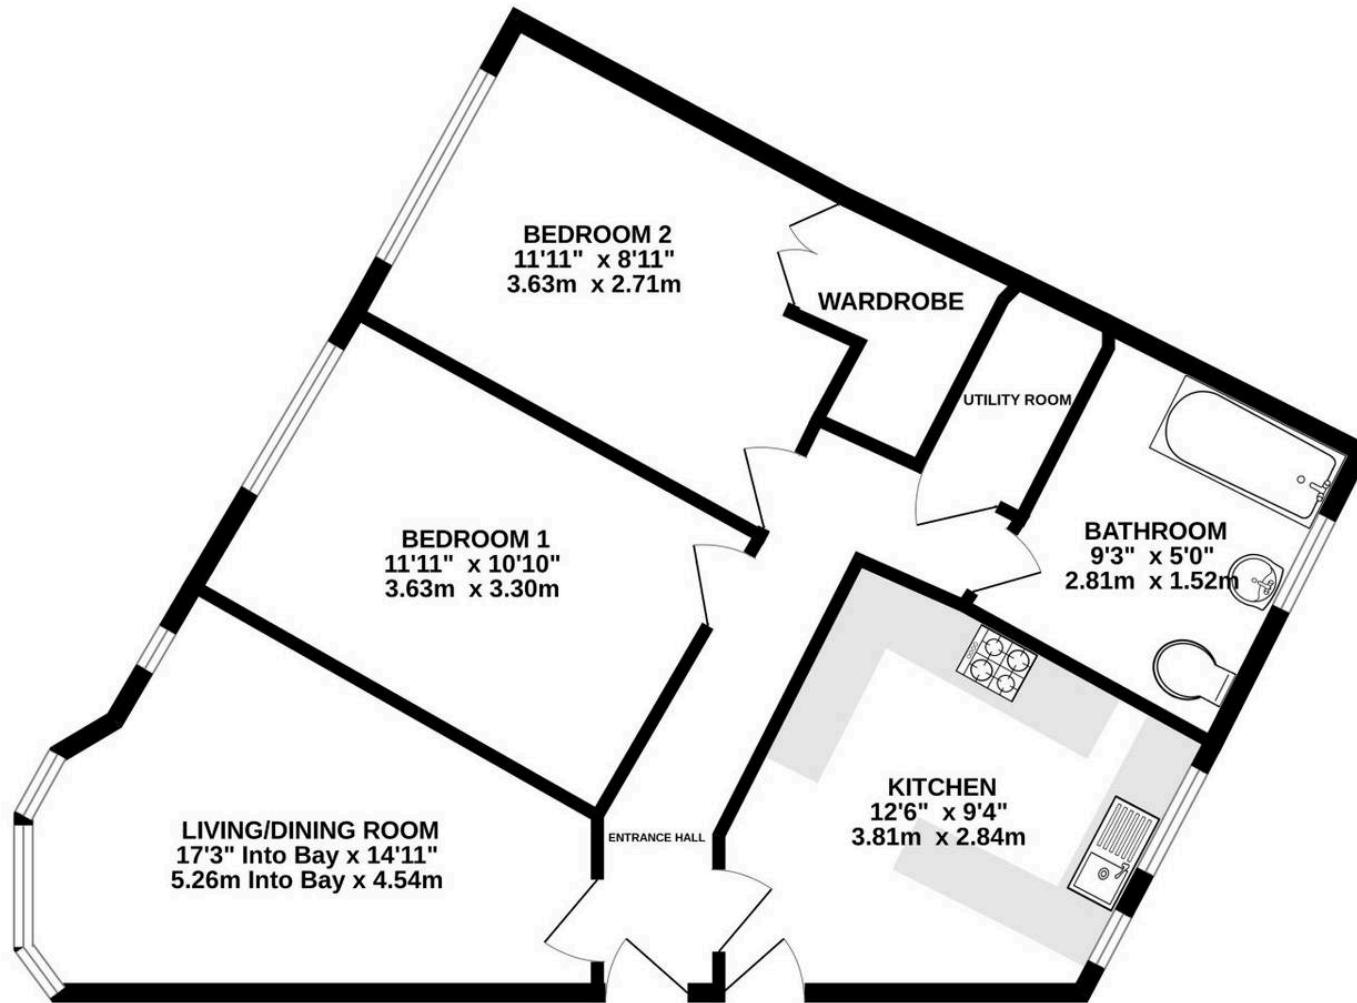 BEDROOM 2
11'11" x 8'11"
3.63m x 2.71m
WARDROBE
UTILITY ROOM
BEDROOM 1
11'11" x 10'10"
3.63m x 3.30m
BATHROOM
9'3" x 5'0"
2.81m x 1.52m
KITCHEN
12'6" x 9'4"
3.81m x 2.84m
LIVING/DINING ROOM
17'3" Into Bay x 14'11"
5.26m Into Bay x 4.54m
ENTRANCE HALL